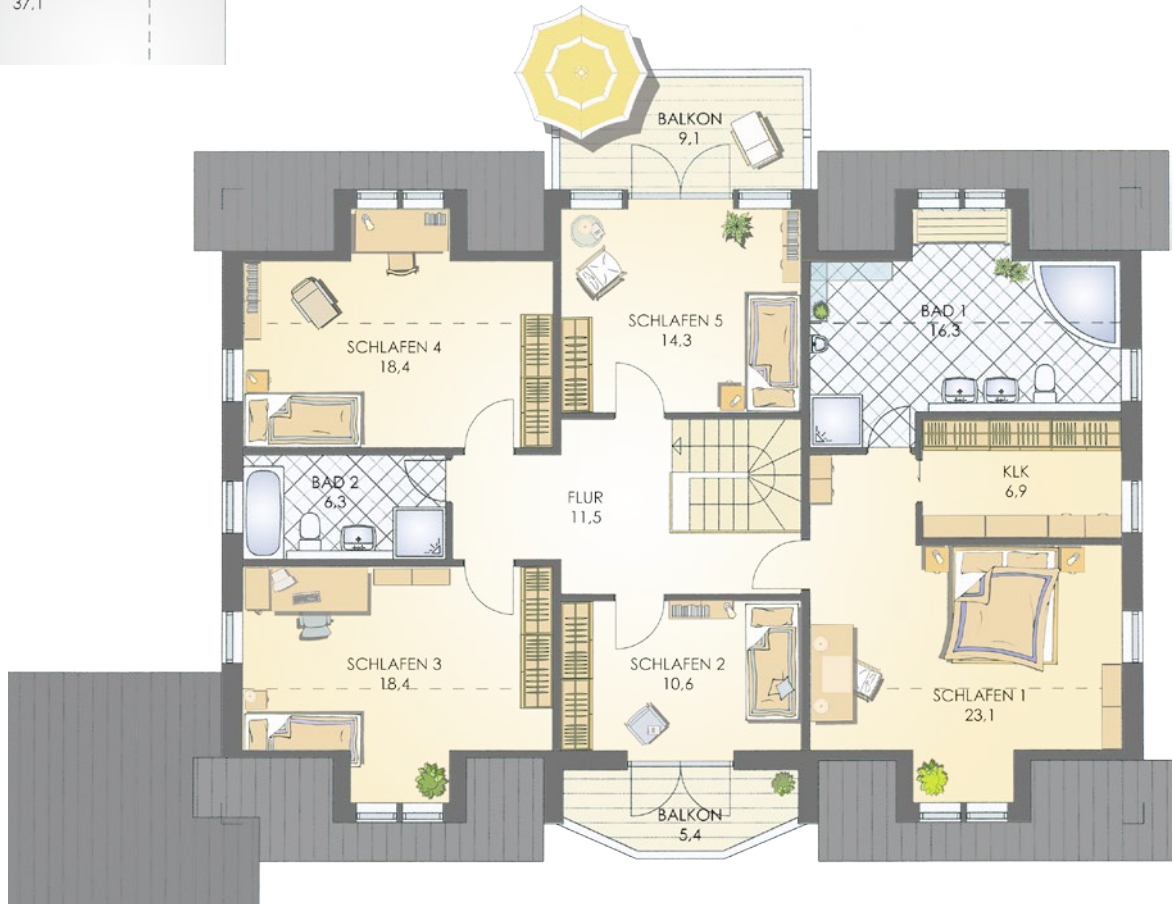 37,1
BALKON
9,1
SCHLAFEN 4
18,4
SCHLAFEN 5
14,3
BAD 1
16,3
BAD 2
6,3
FLUR
11,5
KLK
6,9
SCHLAFEN 3
18,4
SCHLAFEN 2
10,6
SCHLAFEN 1
23,1
BALKON
5,4